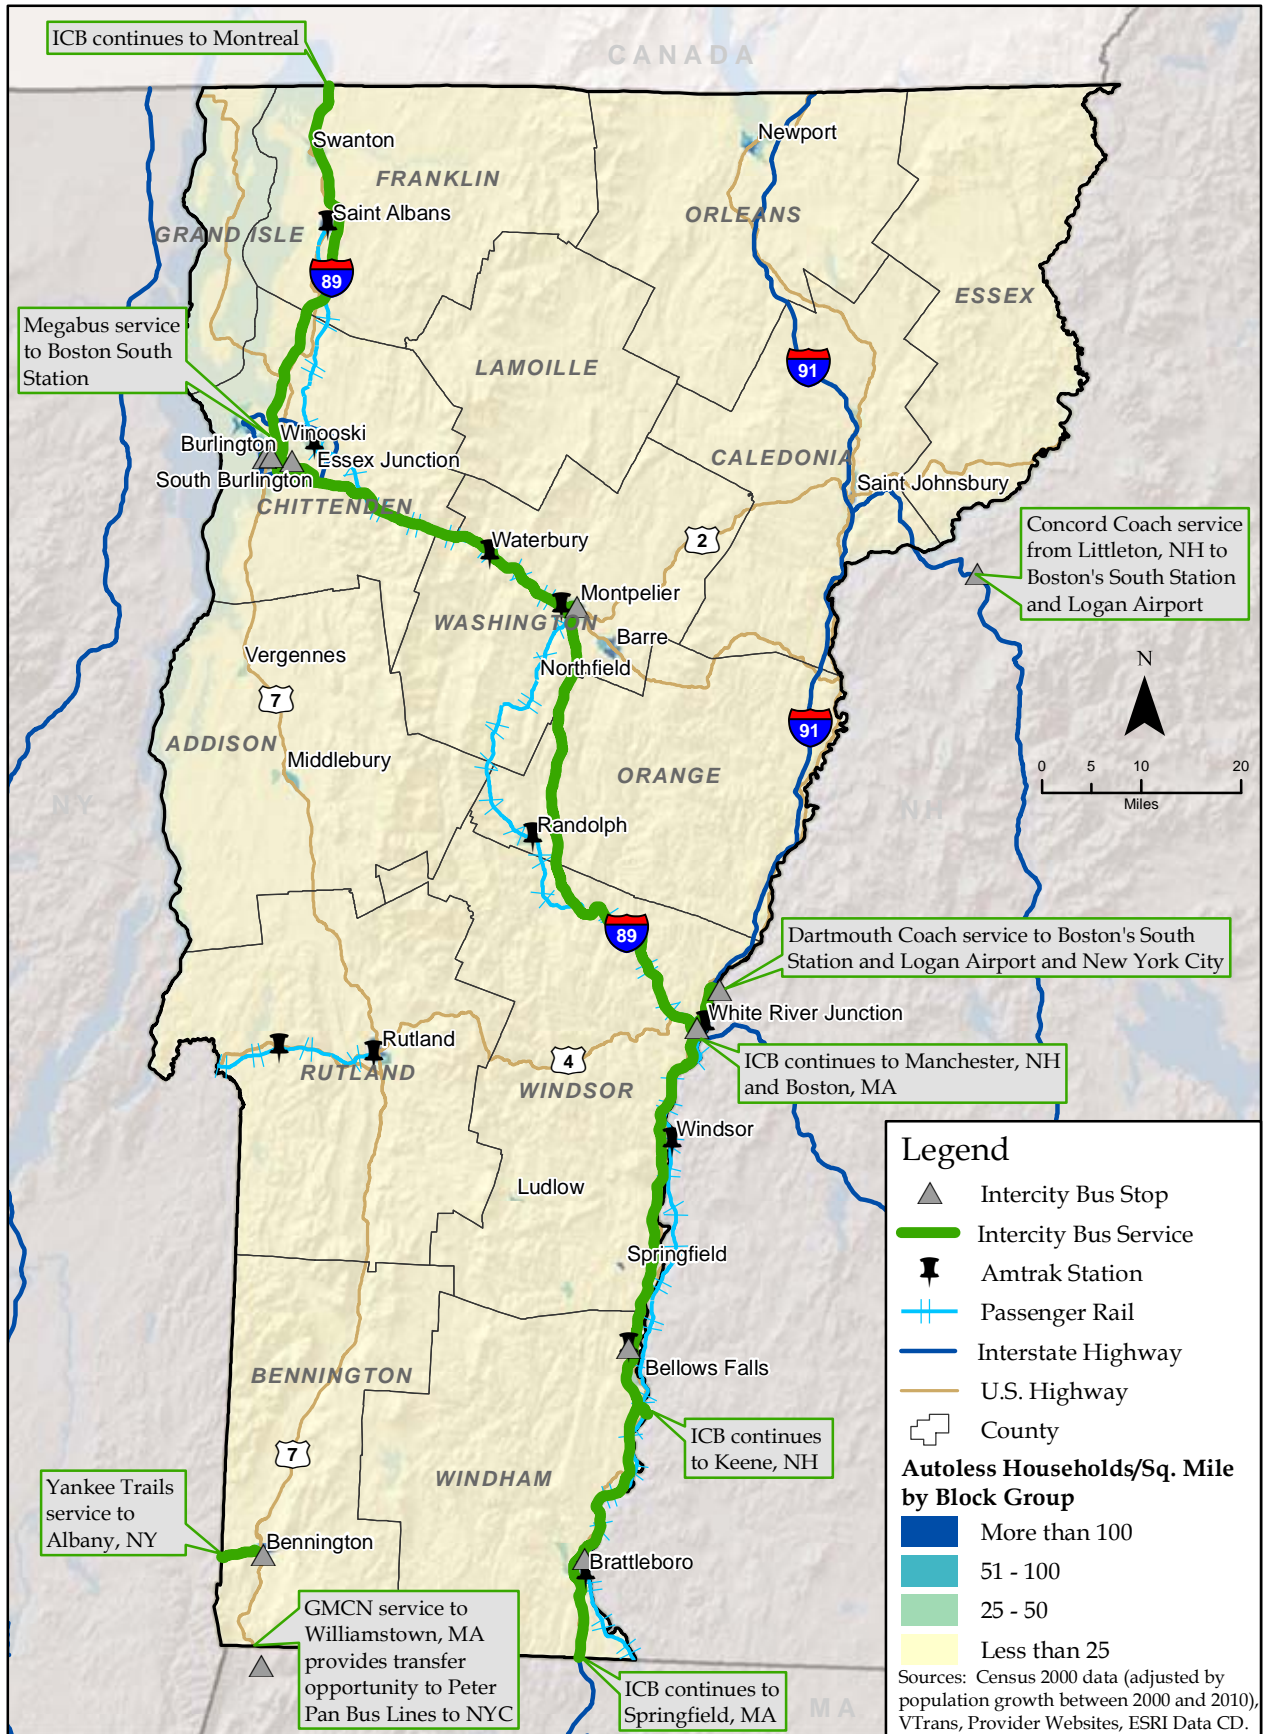 ICB continues to Montreal
CANADA
Swanton
Newport
FRANKLIN
Saint Albans
ORLEANS
GRAND ISLE
89
ESSEX
Megabus service
to Boston South
Station
LAMOILLE
91
Winooski
Burlington
Essex Junction
CALEDONIA
South Burlington
Saint Johnsbury
CHITTENDEN
Concord Coach service
from Littleton, NH to
Boston's South Station
and Logan Airport
2
Waterbury
Montpelier
WASHINGTON
Barre
Vergennes
Northfield
N
7
91
ADDISON
Middlebury
ORANGE
0 5 10 20
Miles
NY
Randolph
89
Dartmouth Coach service to Boston's South
Station and Logan Airport and New York City
White River Junction
Rutland
4
RUTLAND
WINDSOR
ICB continues to Manchester, NH
and Boston, MA
Windsor
Ludlow
Springfield
Bellows Falls
BENNINGTON
ICB continues
to Keene, NH
7
WINDHAM
Yankee Trails
service to
Albany, NY
Bennington
Brattleboro
GMCN service to
Williamstown, MA
provides transfer
opportunity to Peter
Pan Bus Lines to NYC
ICB continues to
Springfield, MA
MA
Legend
Intercity Bus Stop
Intercity Bus Service
Amtrak Station
Passenger Rail
Interstate Highway
U.S. Highway
County
Autoless Households/Sq. Mile
by Block Group
More than 100
51 - 100
25 - 50
Less than 25
Sources: Census 2000 data (adjusted by
population growth between 2000 and 2010),
VTrans, Provider Websites, ESRI Data CD.